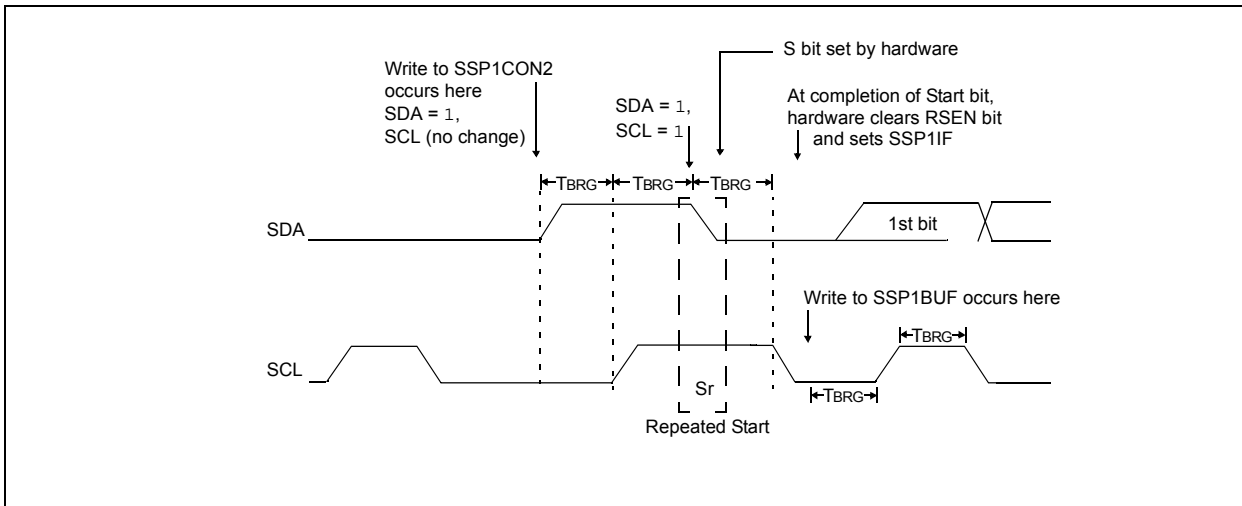 S bit set by hardware
Write to SSP1CON2
occurs here
SDA = 1,
SCL (no change)
SDA = 1,
SCL = 1
At completion of Start bit,
hardware clears RSEN bit
and sets SSP1IF
TBRG TBRG TBRG
SDA
1st bit
Write to SSP1BUF occurs here
TBRG
SCL
Sr
TBRG
Repeated Start